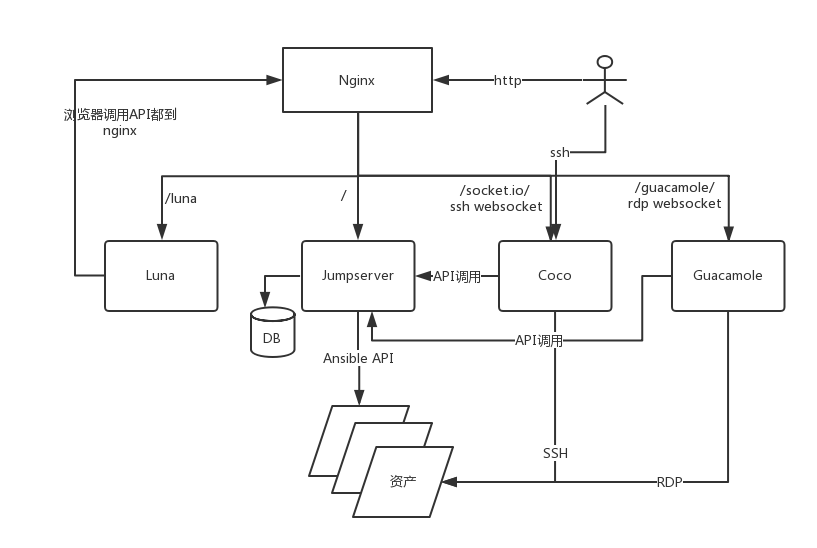 Nginx
http
浏览器调用API都到
nginx
ssh
/luna
/
/socket.io/
ssh websocket
/guacamole/
rdp websocket
Luna
Jumpserver
API调用
Coco
Guacamole
DB
API调用
Ansible API
SSH
资产
RDP